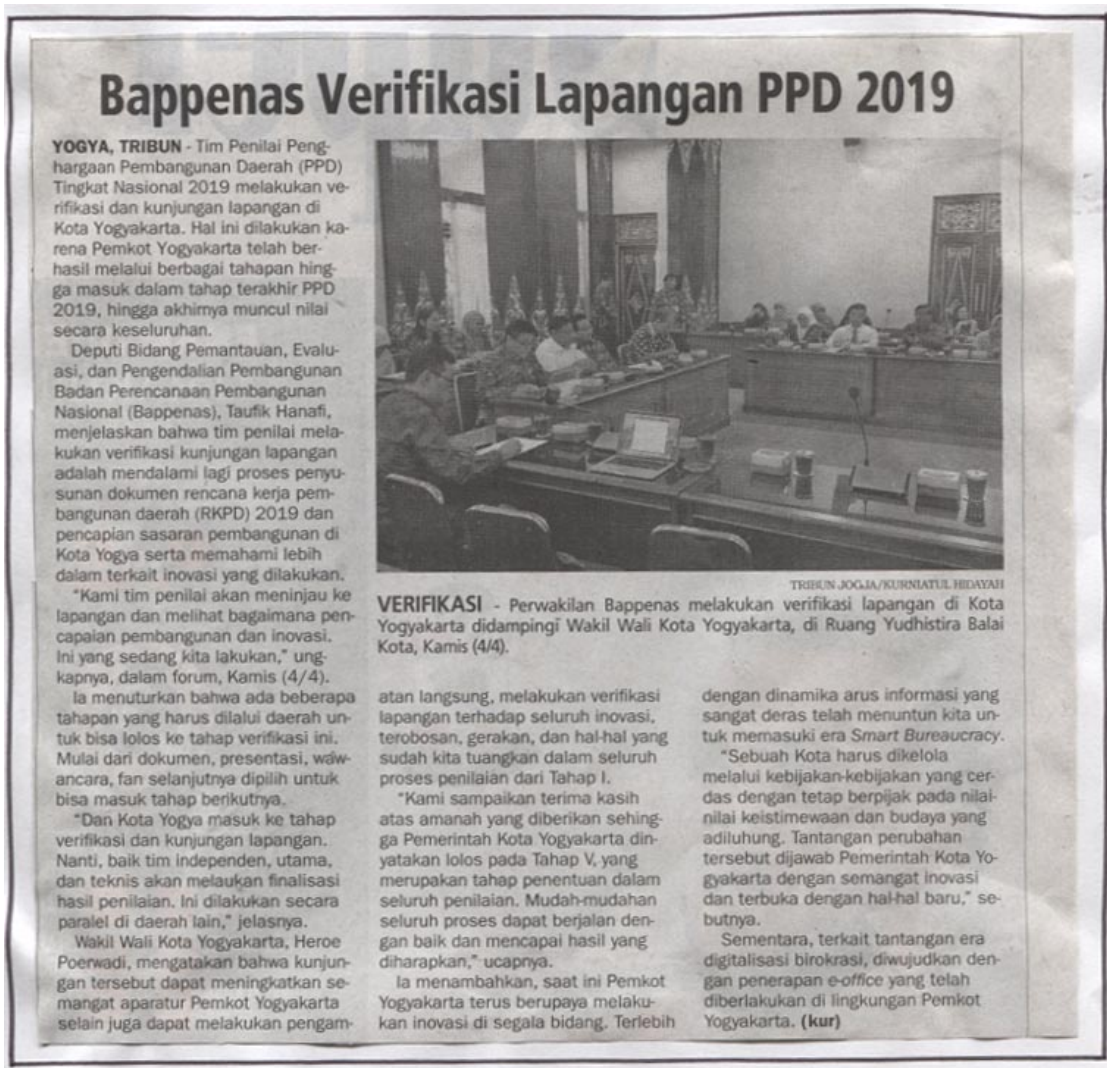 Bappenas Verifikasi Lapangan PPD 2019
YOGYA, TRIBUN - Tim Penilai Peng-
hargaan Pembangunan Daerah (PPD)
Tingkat Nasional 2019 melakukan ve-
rifikasi dan kunjungan lapangan di
Kota Yogyakarta. Hal ini dilakukan ka-
rena Pemkot Yogyakarta telah ber-
hasil melalui berbagai tahapan hing-
ga masuk dalam tahap terakhir PPD
2019, hingga akhirnya muncul nilai
secara keseluruhan.
Deputi Bidang Pemantauan, Evalu-
asi, dan Pengendalian Pembangunan
Badan Perencanaan Pembangunan
Nasional (Bappenas), Taufik Hanafi,
menjelaskan bahwa tim penilai mela-
kukan verifikasi kunjungan lapangan
adalah mendalami lagi proses penyu-
sunan dokumen rencana kerja pem-
bangunan daerah (RKPD) 2019 dan
pencapian sasaran pembangunan di
Kota Yogya serta memahami lebih
dalam terkait inovasi yang dilakukan.
"Kami tim penilai akan meninjau ke
lapangan dan melihat bagaimana pen-
capaian pembangunan dan inovasi.
Ini yang sedang kita lakukan," ung-
kapnya, dalam forum, Kamis (4/4).
Ia menuturkan bahwa ada beberapa
tahapan yang harus dilalui daerah un-
tuk bisa lolos ke tahap verifikasi ini.
Mulai dari dokumen, presentasi, waw-
ancara, fan selanjutnya dipilih untuk
bisa masuk tahap berikutnya.
"Dan Kota Yogya masuk ke tahap
verifikasi dan kunjungan lapangan.
Nanti, baik tim independen, utama,
dan teknis akan melaukan finalisasi
hasil penilaian. Ini dilakukan secara
paralel di daerah lain," jelasnya.
Wakil Wali Kota Yogyakarta, Heroe
Poerwadi, mengatakan bahwa kunjun-
gan tersebut dapat meningkatkan se-
mangat aparatur Pemkot Yogyakarta
selain juga dapat melakukan pengam-
TRIBUN JOGJA/KURNIATUL HIDAYAH
VERIFIKASI - Perwakilan Bappenas melakukan verifikasi lapangan di Kota
Yogyakarta didampingi Wakil Wali Kota Yogyakarta, di Ruang Yudhistira Balai
Kota, Kamis (4/4).
atan langsung, melakukan verifikasi
lapangan terhadap seluruh inovasi,
terobosan, gerakan, dan hal-hal yang
sudah kita tuangkan dalam seluruh
proses penilaian dari Tahap I.
"Kami sampaikan terima kasih
atas amanah yang diberikan sehing-
ga Pemerintah Kota Yogyakarta din-
yatakan lolos pada Tahap V, yang
merupakan tahap penentuan dalam
seluruh penilaian. Mudah-mudahan
seluruh proses dapat berjalan den-
gan baik dan mencapai hasil yang
diharapkan," ucapnya.
Ia menambahkan, saat ini Pemkot
Yogyakarta terus berupaya melaku-
kan inovasi di segala bidang. Terlebih
dengan dinamika arus informasi yang
sangat deras telah menuntun kita un-
tuk memasuki era Smart Bureaucracy.
"Sebuah Kota harus dikelola
melalui kebijakan-kebijakan yang cer-
das dengan tetap berpijak pada nilai-
nilai keistimewaan dan budaya yang
adiluhung. Tantangan perubahan
tersebut dijawab Pemerintah Kota Yo-
gyakarta dengan semangat inovasi
dan terbuka dengan hal-hal baru," se-
butnya.
Sementara, terkait tantangan era
digitalisasi birokrasi, diwujudkan den-
gan penerapan e-office yang telah
diberlakukan di lingkungan Pemkot
Yogyakarta. (kur)